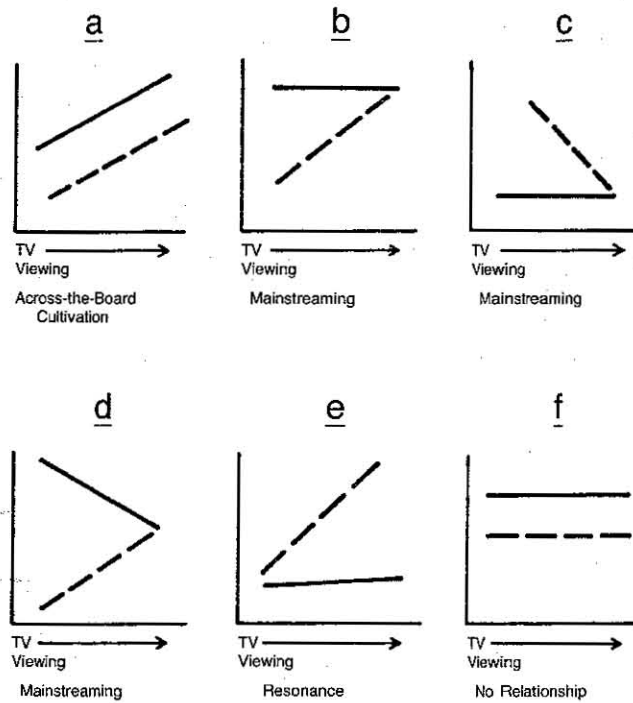 a
b
c
TV
Viewing
Across-the-Board
Cultivation
TV
Viewing
Mainstreaming
TV
Viewing
Mainstreaming
d
e
f
TV
Viewing
Mainstreaming
TV
Viewing
Resonance
TV
Viewing
No Relationship